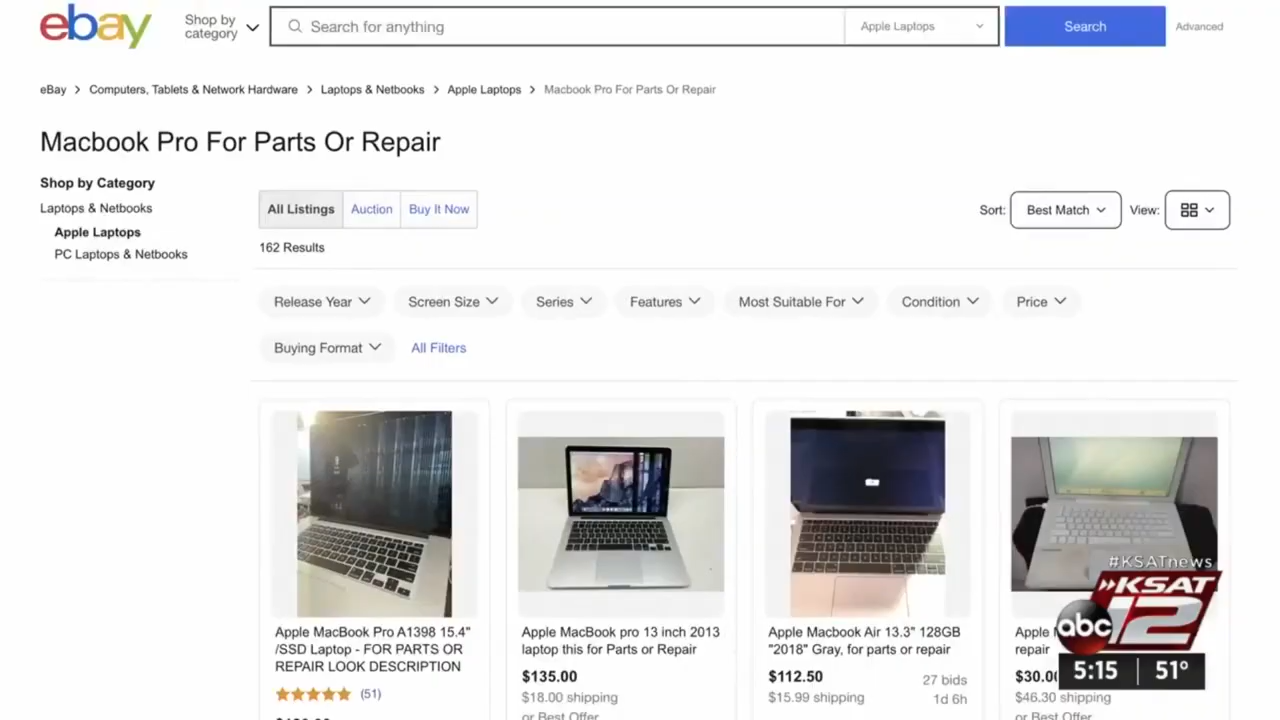 ebay
Shop by category
Search for anything
Apple Laptops
Search
Advanced
eBay > Computers, Tablets & Network Hardware > Laptops & Netbooks > Apple Laptops > Macbook Pro For Parts Or Repair
Macbook Pro For Parts Or Repair
Shop by Category
Laptops & Netbooks
Apple Laptops
PC Laptops & Netbooks
All Listings
Auction
Buy It Now
Sort:
Best Match
View:
162 Results
Release Year
Screen Size
Series
Features
Most Suitable For
Condition
Price
Buying Format
All Filters
Apple MacBook Pro A1398 15.4"
/SSD Laptop - FOR PARTS OR
REPAIR LOOK DESCRIPTION
(51)
Apple MacBook pro 13 inch 2013
laptop this for Parts or Repair
$135.00
$18.00 shipping
or Best Offer
Apple Macbook Air 13.3" 128GB
"2018" Gray, for parts or repair
$112.50
27 bids
$15.99 shipping
1d 6h
Apple
repair
$30.0
$46.30 shipping
or Best Offer
#KSATnews
KSAT
abc
12
5:15
51°